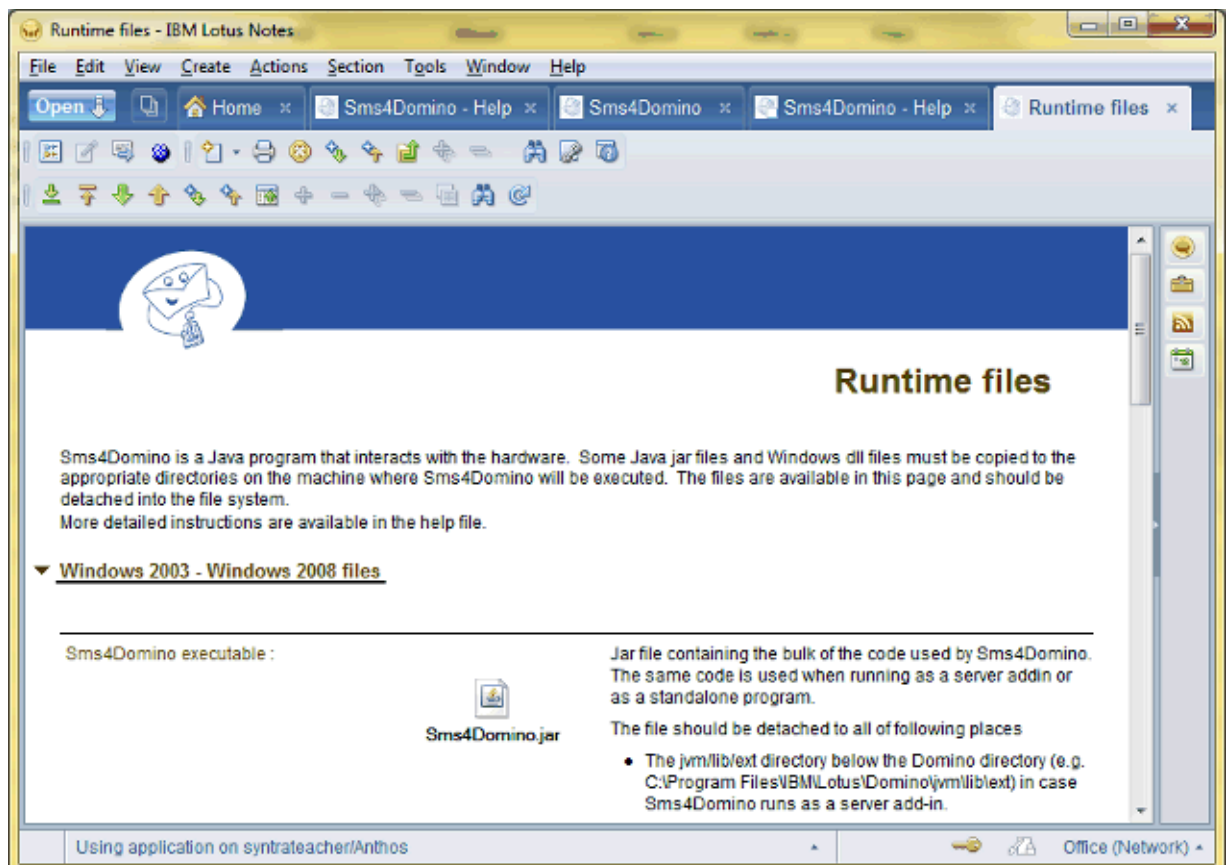 Runtime files - IBM Lotus Notes
File Edit View Create Actions Section Tools Window Help
Open Home Sms4Domino - Help Sms4Domino Sms4Domino - Help Runtime files
Runtime files
Sms4Domino is a Java program that interacts with the hardware. Some Java jar files and Windows dll files must be copied to the
appropriate directories on the machine where Sms4Domino will be executed. The files are available in this page and should be
detached into the file system.
More detailed instructions are available in the help file.
Windows 2003 - Windows 2008 files
Sms4Domino executable :
Sms4Domino.jar
Jar file containing the bulk of the code used by Sms4Domino.
The same code is used when running as a server addin or
as a standalone program.
The file should be detached to all of following places
• The jvm/lib/ext directory below the Domino directory (e.g.
C:\Program Files\IBM\Lotus\Domino\jvm\lib\ext) in case
Sms4Domino runs as a server add-in.
Using application on syntrateacher/Anthos Office (Network)